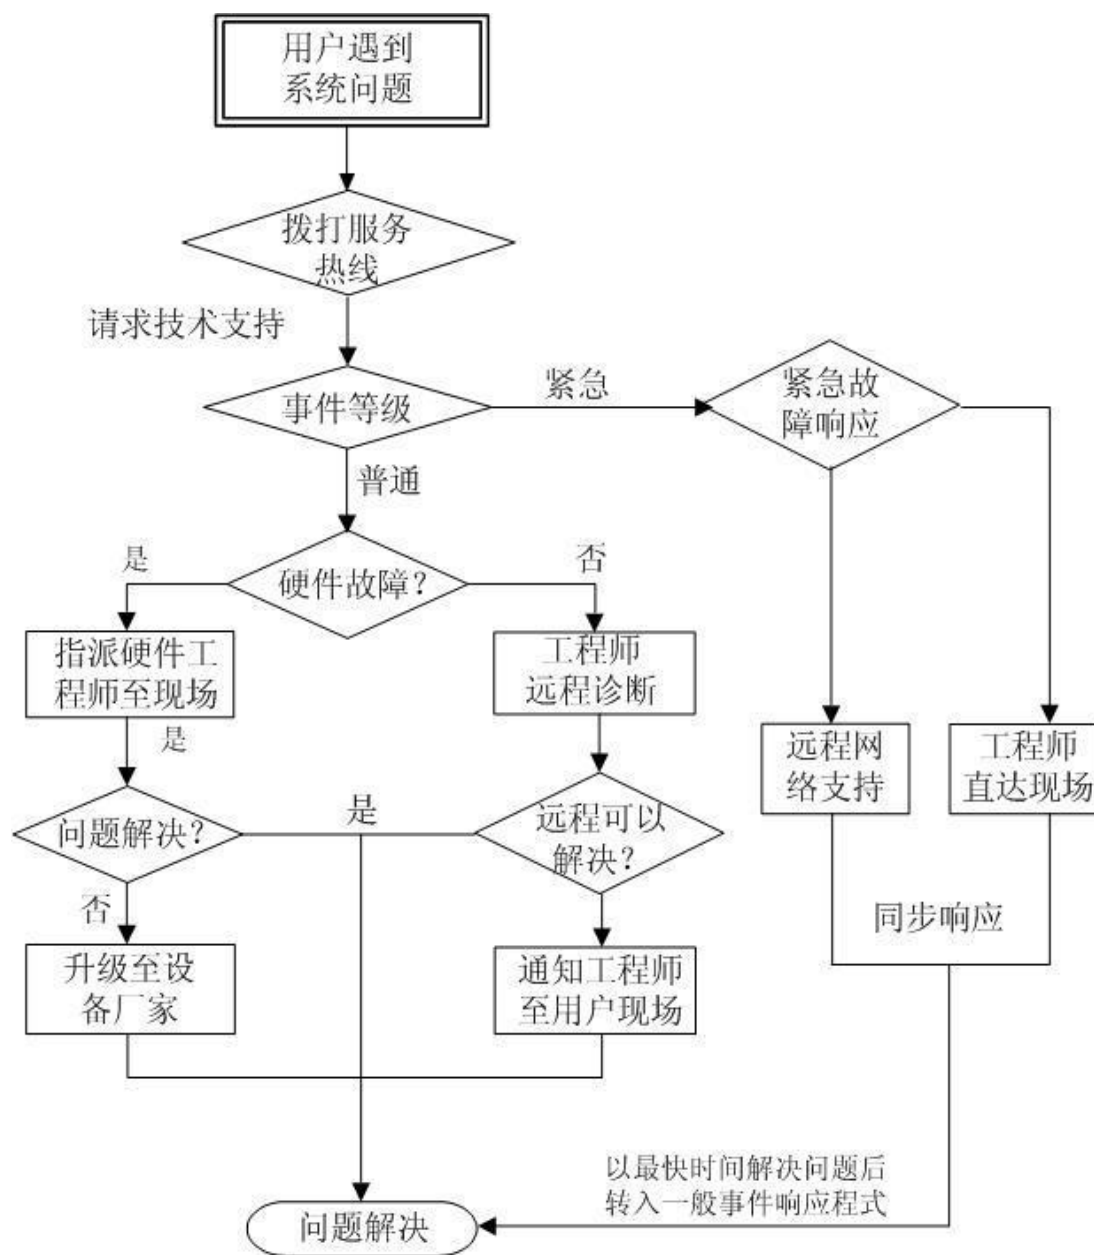 用户遇到
系统问题
拨打服务
热线
请求技术支持
事件等级
紧急
紧急故
障响应
普通
是
硬件故障？
否
指派硬件工
程师至现场
工程师
远程诊断
是
远程网
络支持
工程师
直达现场
问题解决？
是
远程可以
解决？
否
同步响应
升级至设
备厂家
通知工程师
至用户现场
以最快时间解决问题后
转入一般事件响应程式
问题解决